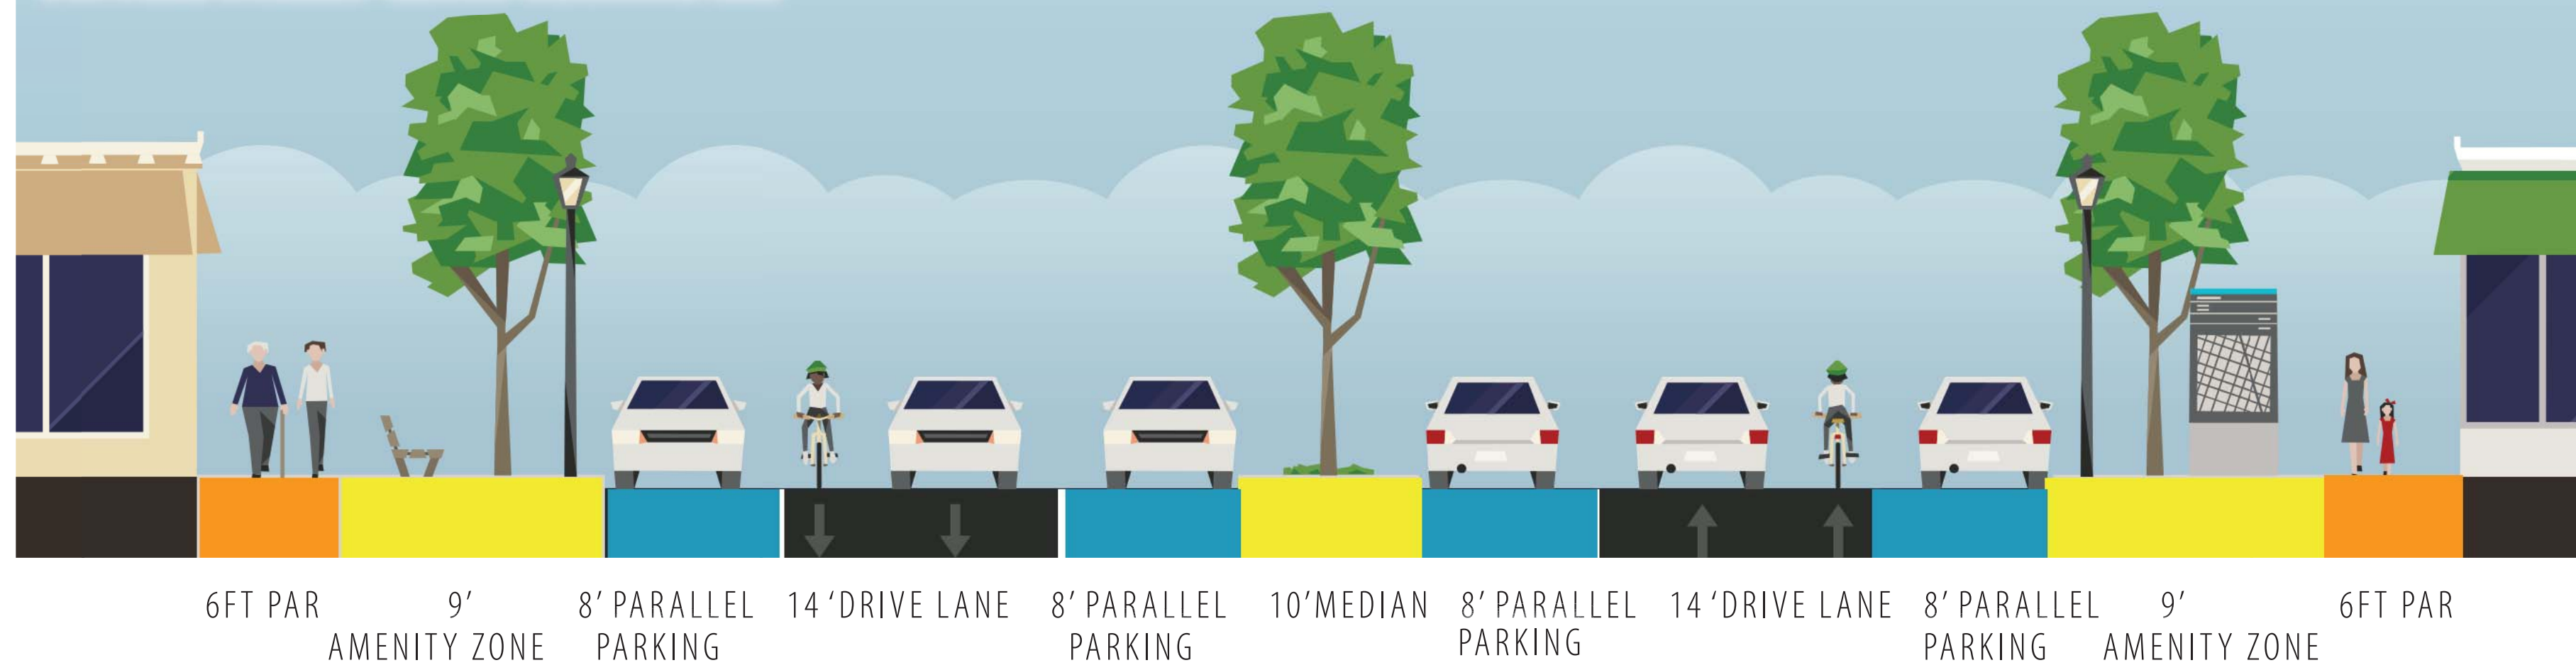 6FT PAR
9′
AMENITY ZONE
8′ PARALLEL
PARKING
14 ‘DRIVE LANE
8′ PARALLEL
PARKING
10′MEDIAN
8′ PARALLEL
PARKING
14 ‘DRIVE LANE
8′ PARALLEL
PARKING
9′
AMENITY ZONE
6FT PAR